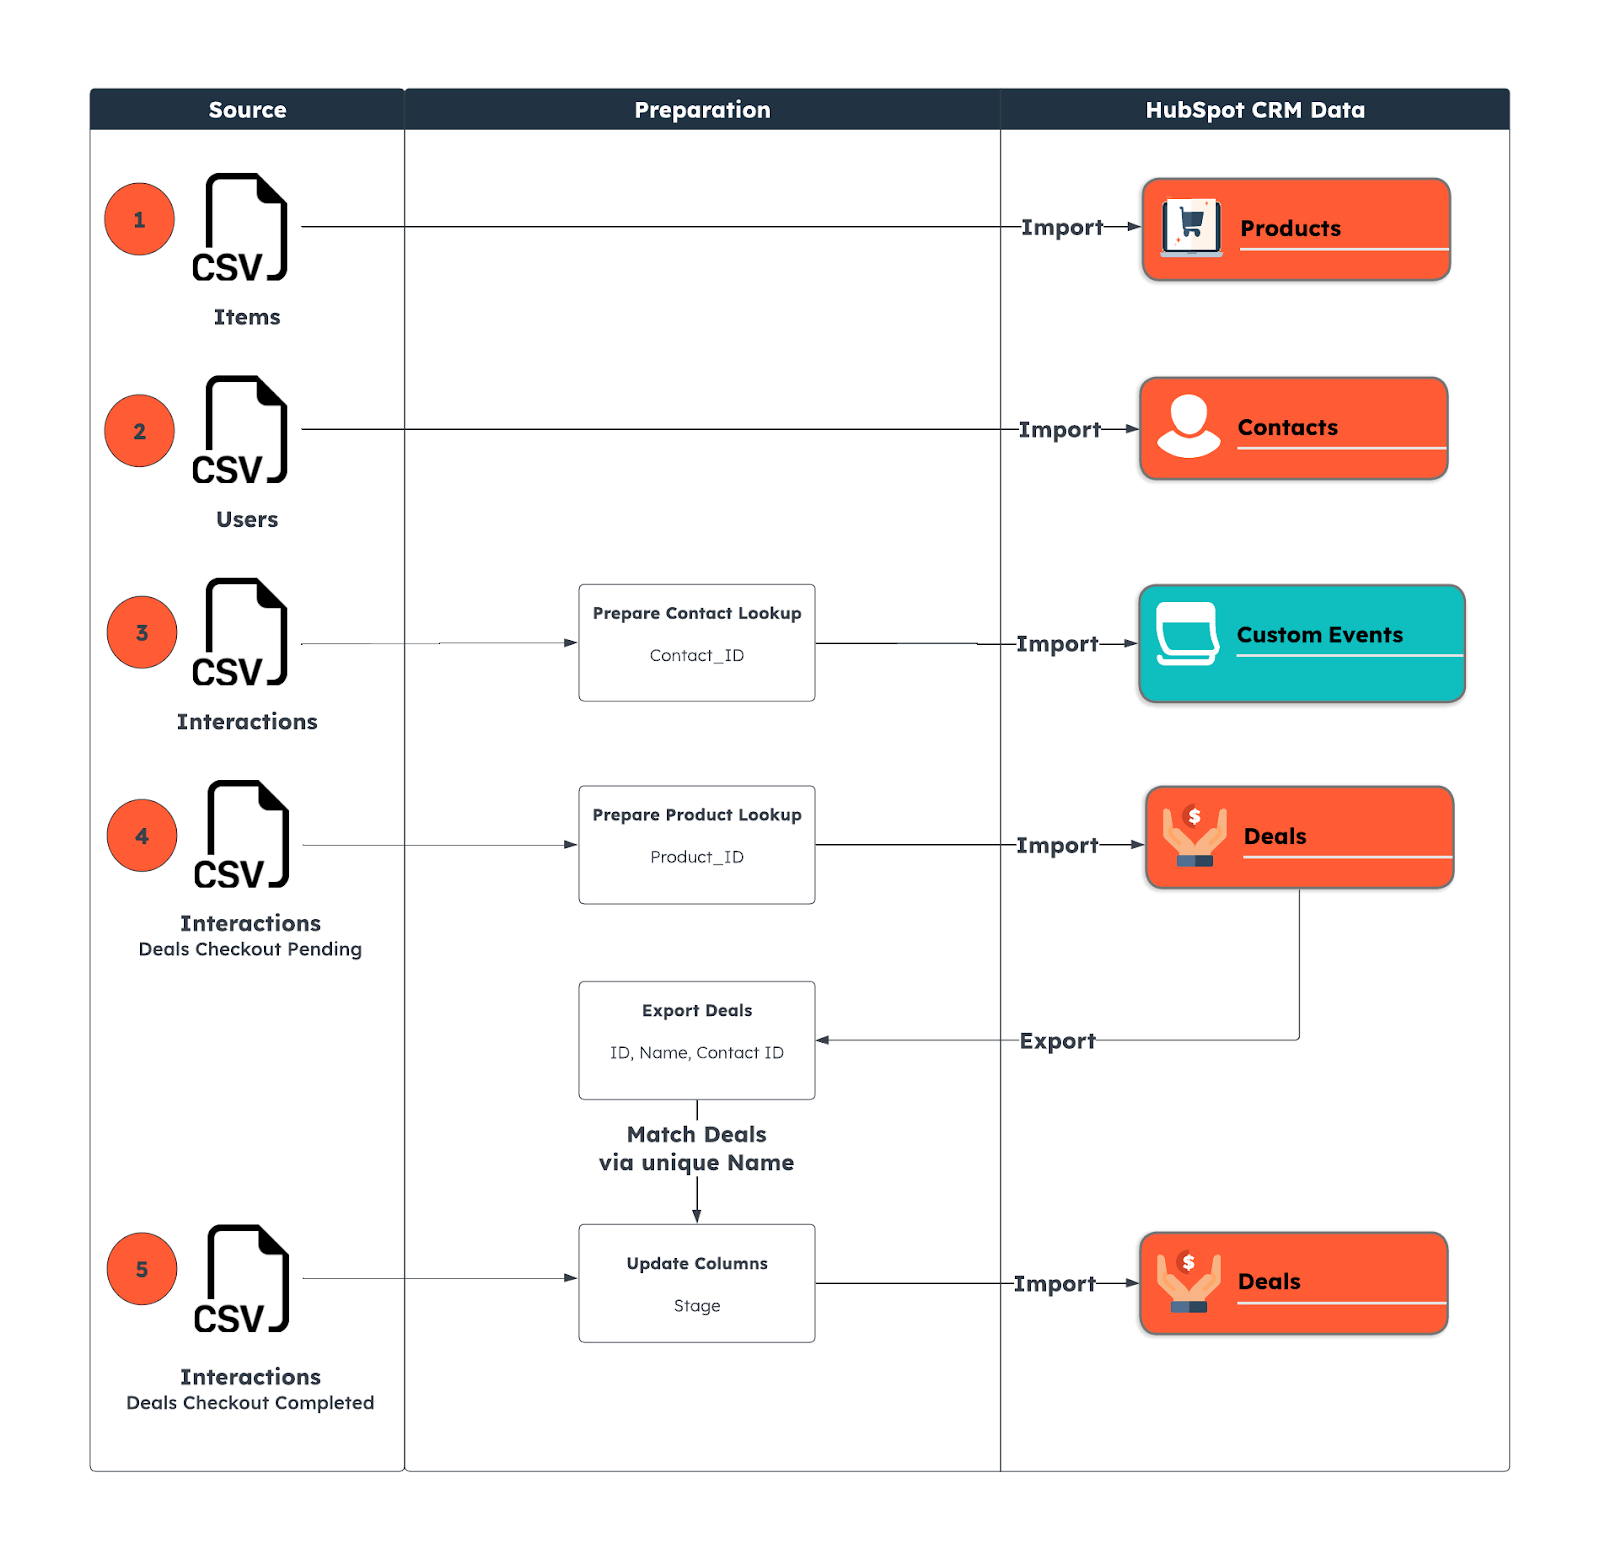 Source
Preparation
HubSpot CRM Data
1
CSV
Items
Import
Products
2
CSV
Users
Import
Contacts
3
CSV
Interactions
Prepare Contact Lookup
Contact_ID
Import
Custom Events
4
CSV
Interactions
Deals Checkout Pending
Prepare Product Lookup
Product_ID
Import
$
Deals
Export
Export Deals
ID, Name, Contact ID
Match Deals
via unique Name
5
CSV
Interactions
Deals Checkout Completed
Update Columns
Stage
Import
$
Deals